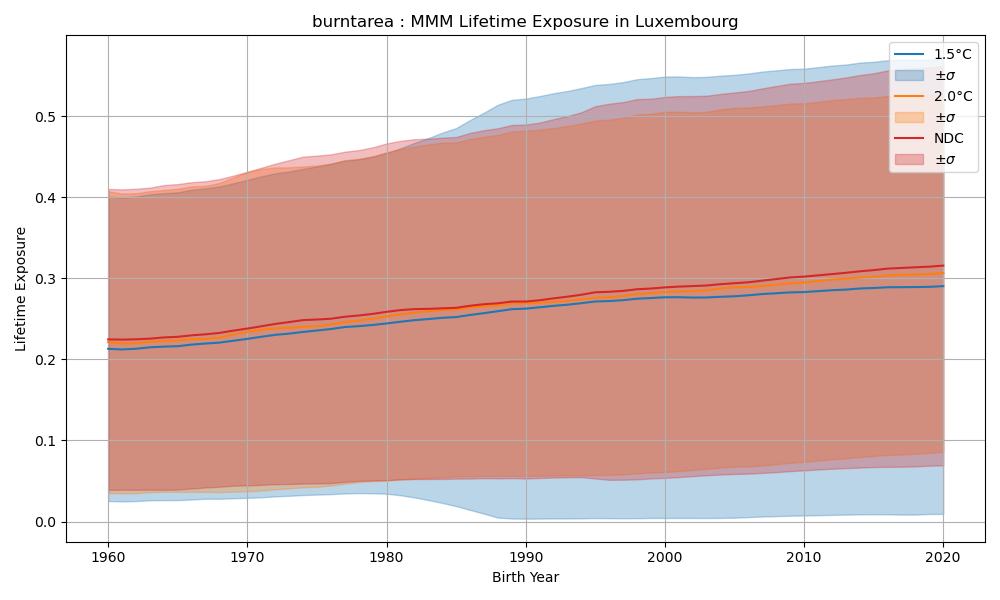 burntarea : MMM Lifetime Exposure in Luxembourg
1.5°C
±σ
2.0°C
±σ
NDC
±σ
Lifetime Exposure
0.5
0.4
0.3
0.2
0.1
0.0
1960 1970 1980 1990 2000 2010 2020
Birth Year